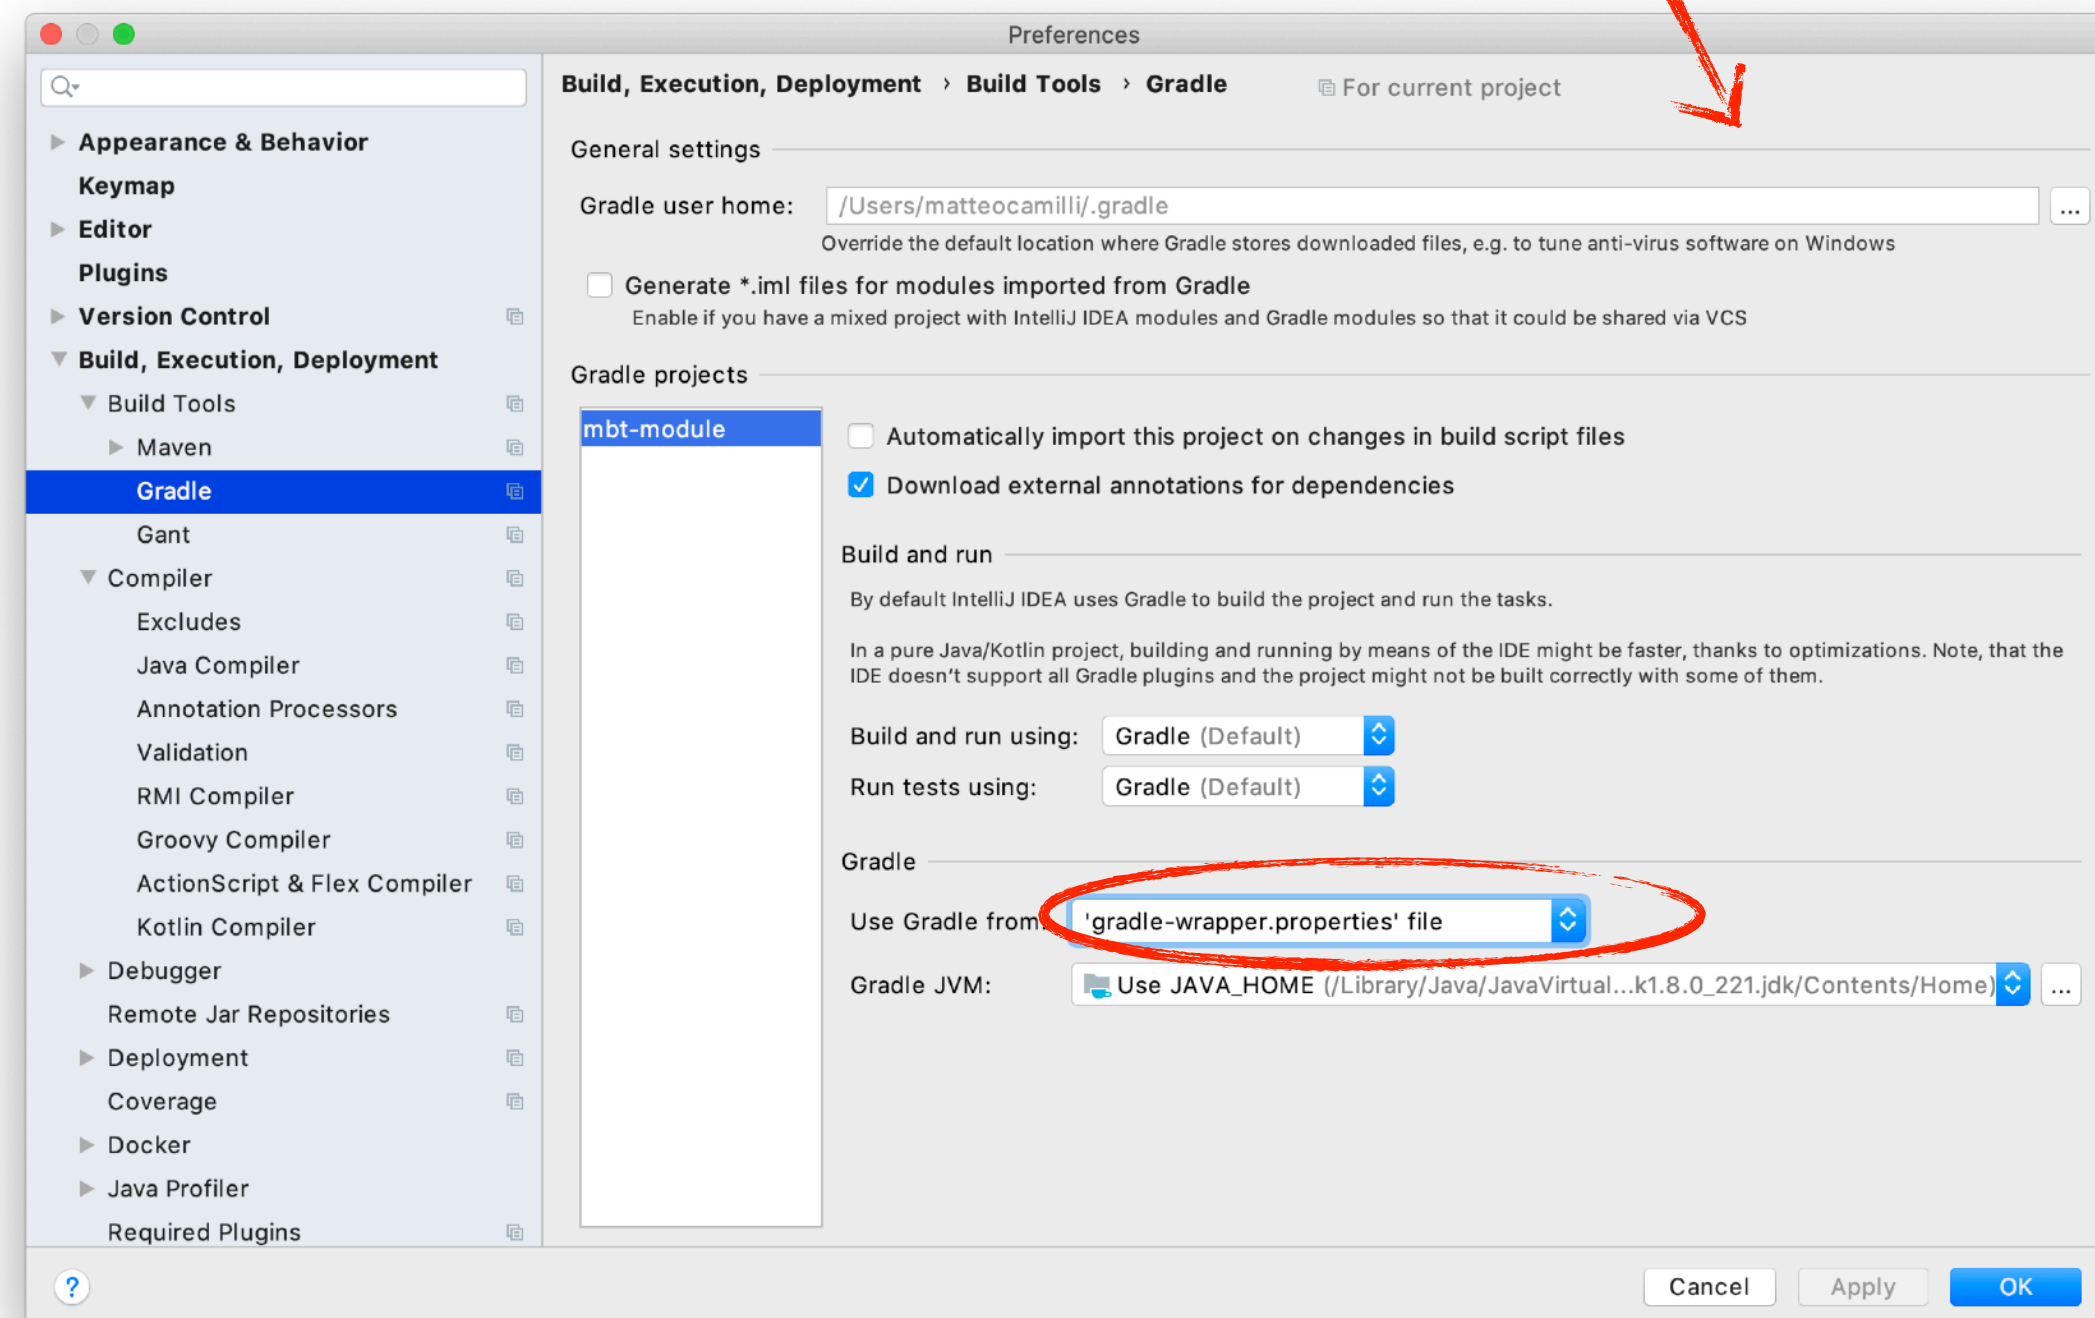 Preferences
Build, Execution, Deployment › Build Tools › Gradle
For current project
Appearance & Behavior
Keymap
Editor
Plugins
Version Control
Build, Execution, Deployment
Build Tools
Maven
Gradle
Gant
Compiler
Excludes
Java Compiler
Annotation Processors
Validation
RMI Compiler
Groovy Compiler
ActionScript & Flex Compiler
Kotlin Compiler
Debugger
Remote Jar Repositories
Deployment
Coverage
Docker
Java Profiler
Required Plugins
General settings
Gradle user home: /Users/matteocamilli/.gradle ...
Override the default location where Gradle stores downloaded files, e.g. to tune anti-virus software on Windows
Generate *.iml files for modules imported from Gradle
Enable if you have a mixed project with IntelliJ IDEA modules and Gradle modules so that it could be shared via VCS
Gradle projects
mbt-module
Automatically import this project on changes in build script files
Download external annotations for dependencies
Build and run
By default IntelliJ IDEA uses Gradle to build the project and run the tasks.
In a pure Java/Kotlin project, building and running by means of the IDE might be faster, thanks to optimizations. Note, that the
IDE doesn't support all Gradle plugins and the project might not be built correctly with some of them.
Build and run using: Gradle (Default)
Run tests using: Gradle (Default)
Gradle
Use Gradle from: 'gradle-wrapper.properties' file
Gradle JVM: Use JAVA_HOME (/Library/Java/JavaVirtual...k1.8.0_221.jdk/Contents/Home) ...
? Cancel Apply OK